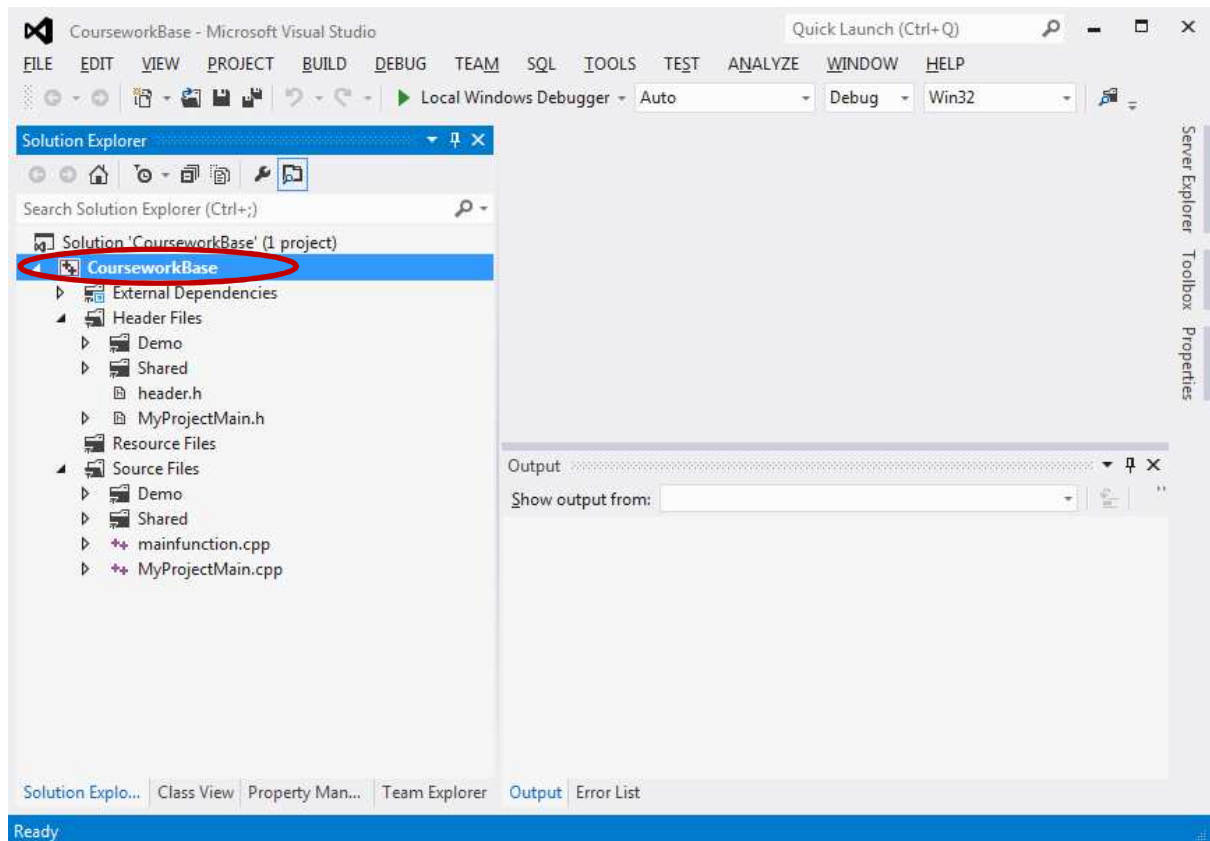 CourseworkBase - Microsoft Visual Studio Quick Launch (Ctrl+Q)
FILE EDIT VIEW PROJECT BUILD DEBUG TEAM SQL TOOLS TEST ANALYZE WINDOW HELP
Local Windows Debugger Auto Debug Win32
Solution Explorer
Search Solution Explorer (Ctrl+;)
Solution 'CourseworkBase' (1 project)
CourseworkBase
External Dependencies
Header Files
Demo
Shared
header.h
MyProjectMain.h
Resource Files
Source Files
Demo
Shared
mainfunction.cpp
MyProjectMain.cpp
Output
Show output from:
Server Explorer
Toolbox
Properties
Solution Explo... Class View Property Man... Team Explorer Output Error List
Ready